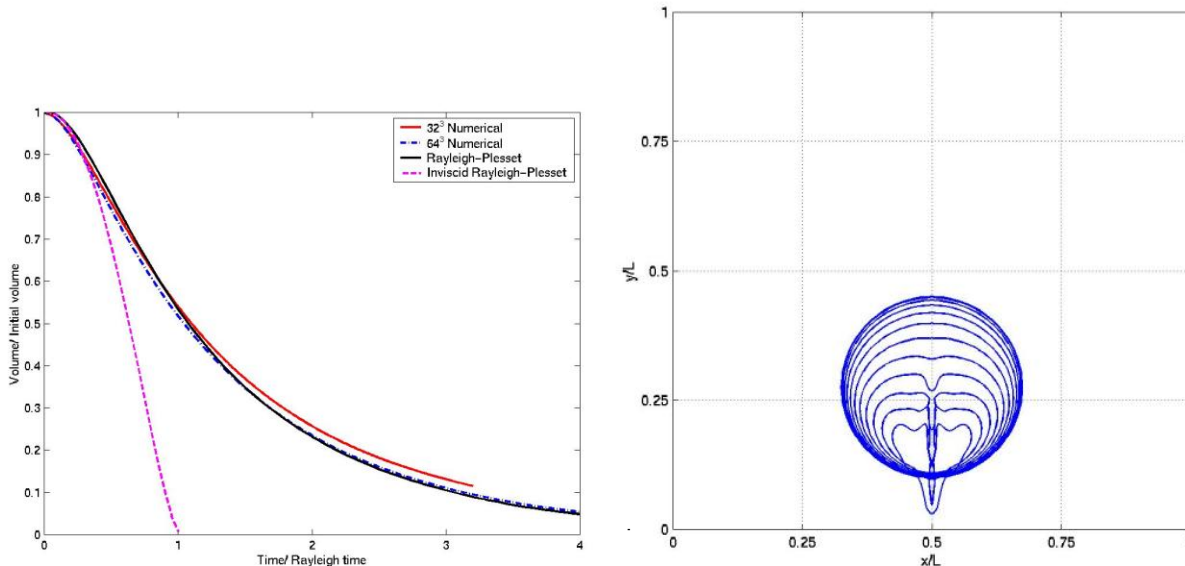 1
0.9
0.8
0.7
0.6
0.5
0.4
0.3
0.2
0.1
0
0 1 2 3 4
Volume/ Initial volume
Time/ Rayleigh time
32³ Numerical
64³ Numerical
Rayleigh–Plesset
Inviscid Rayleigh–Plesset
1
0.75
0.5
0.25
0
0 0.25 0.5 0.75 1
y/L
x/L